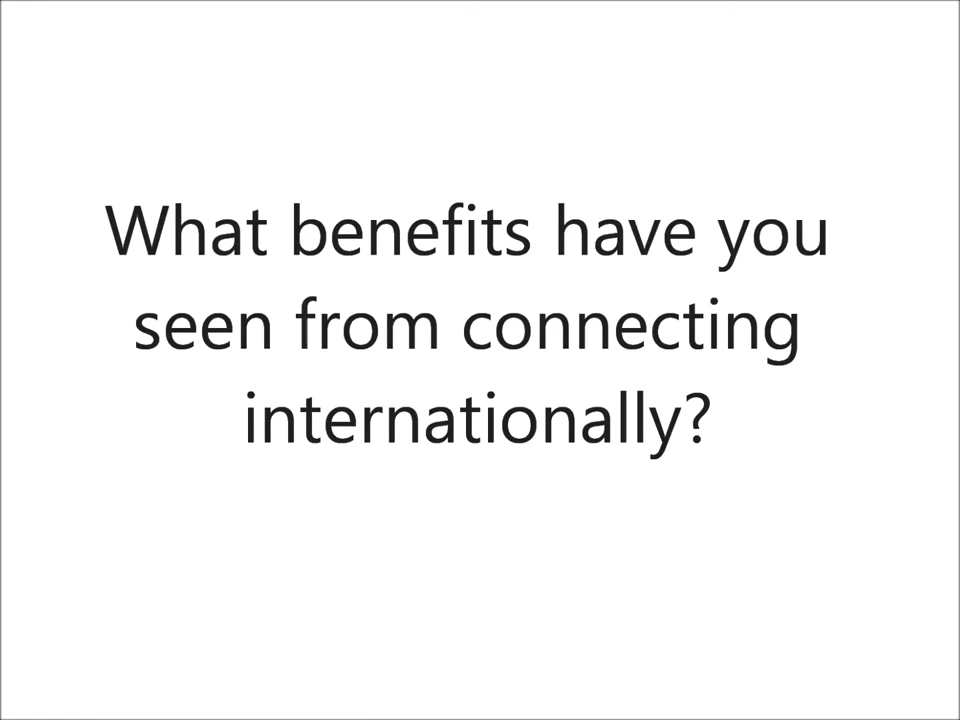 What benefits have you
seen from connecting
internationally?